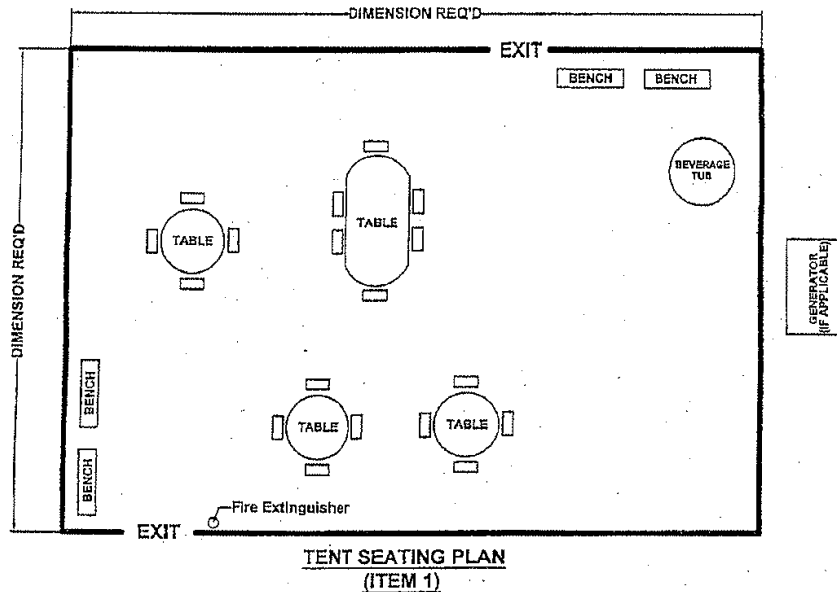 DIMENSION REQ'D
EXIT
BENCH
BENCH
BEVERAGE
TUB
DIMENSION REQ'D
TABLE
TABLE
GENERATOR
(IF APPLICABLE)
BENCH
TABLE
TABLE
BENCH
Fire Extinguisher
EXIT
TENT SEATING PLAN
(ITEM 1)